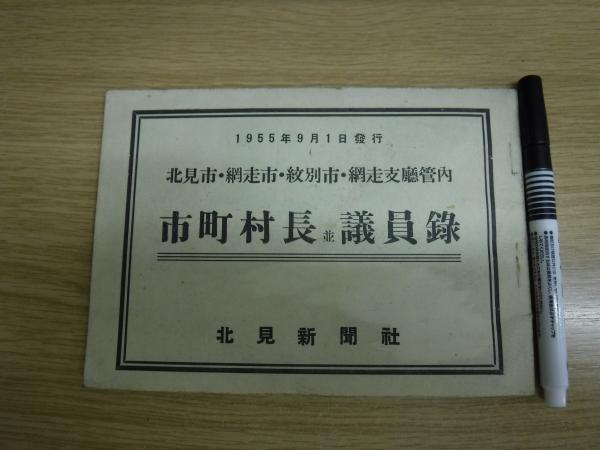 1955年9月1日發行
北見市・網走市・紋別市・網走支廳管內
市町村長並議員錄
北見新聞社